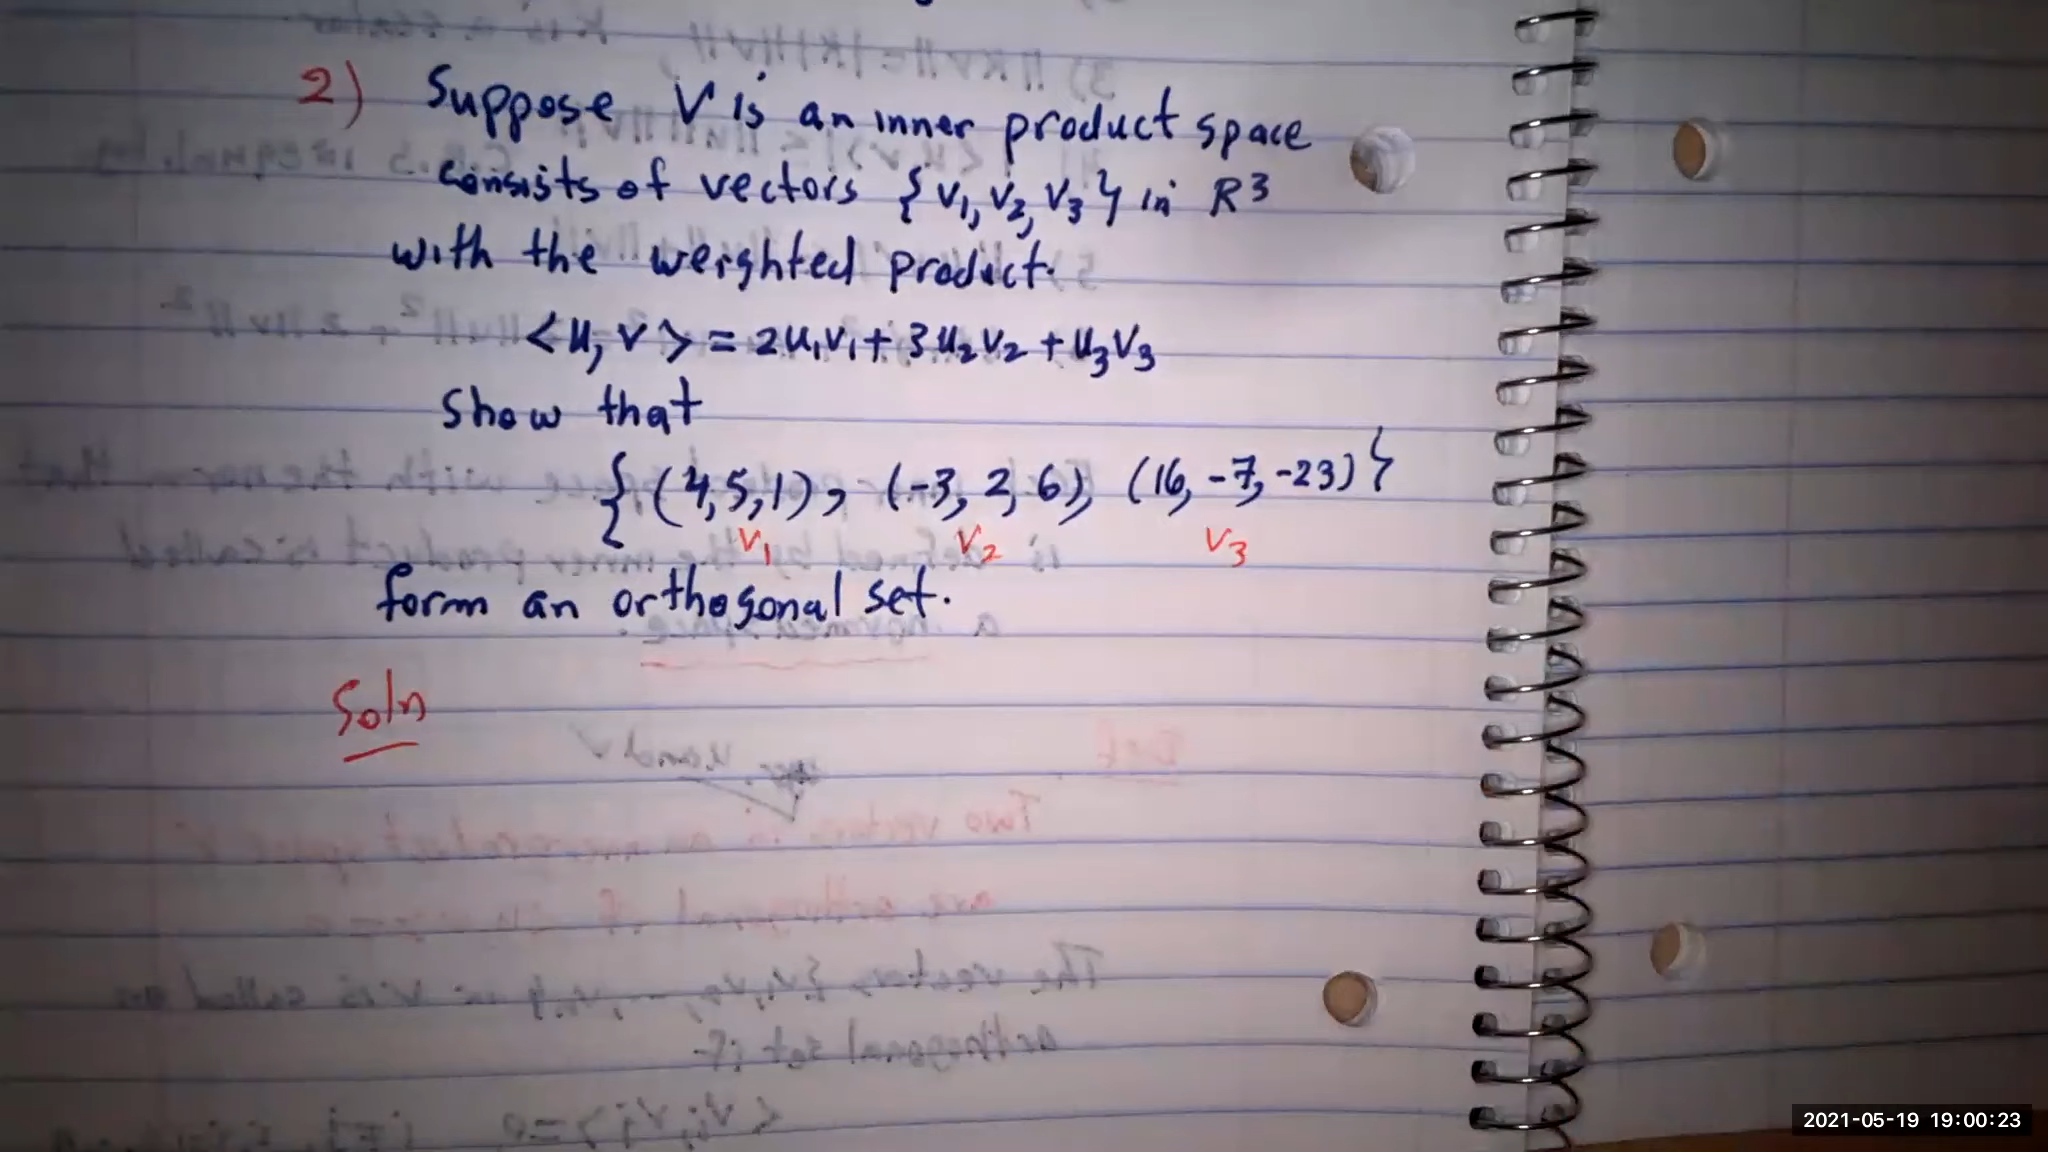 2) Suppose V is an inner product space
consists of vectors {v₁, v₂, v₃} in R³
with the weighted product.
<u, v> = 2u₁v₁ + 3u₂v₂ + u₃v₃
Show that
{(4,5,1), (-3, 2, 6), (16, -7, -23)}
v₁ v₂ v₃
form an orthogonal set.
Soln
2021-05-19 19:00:23